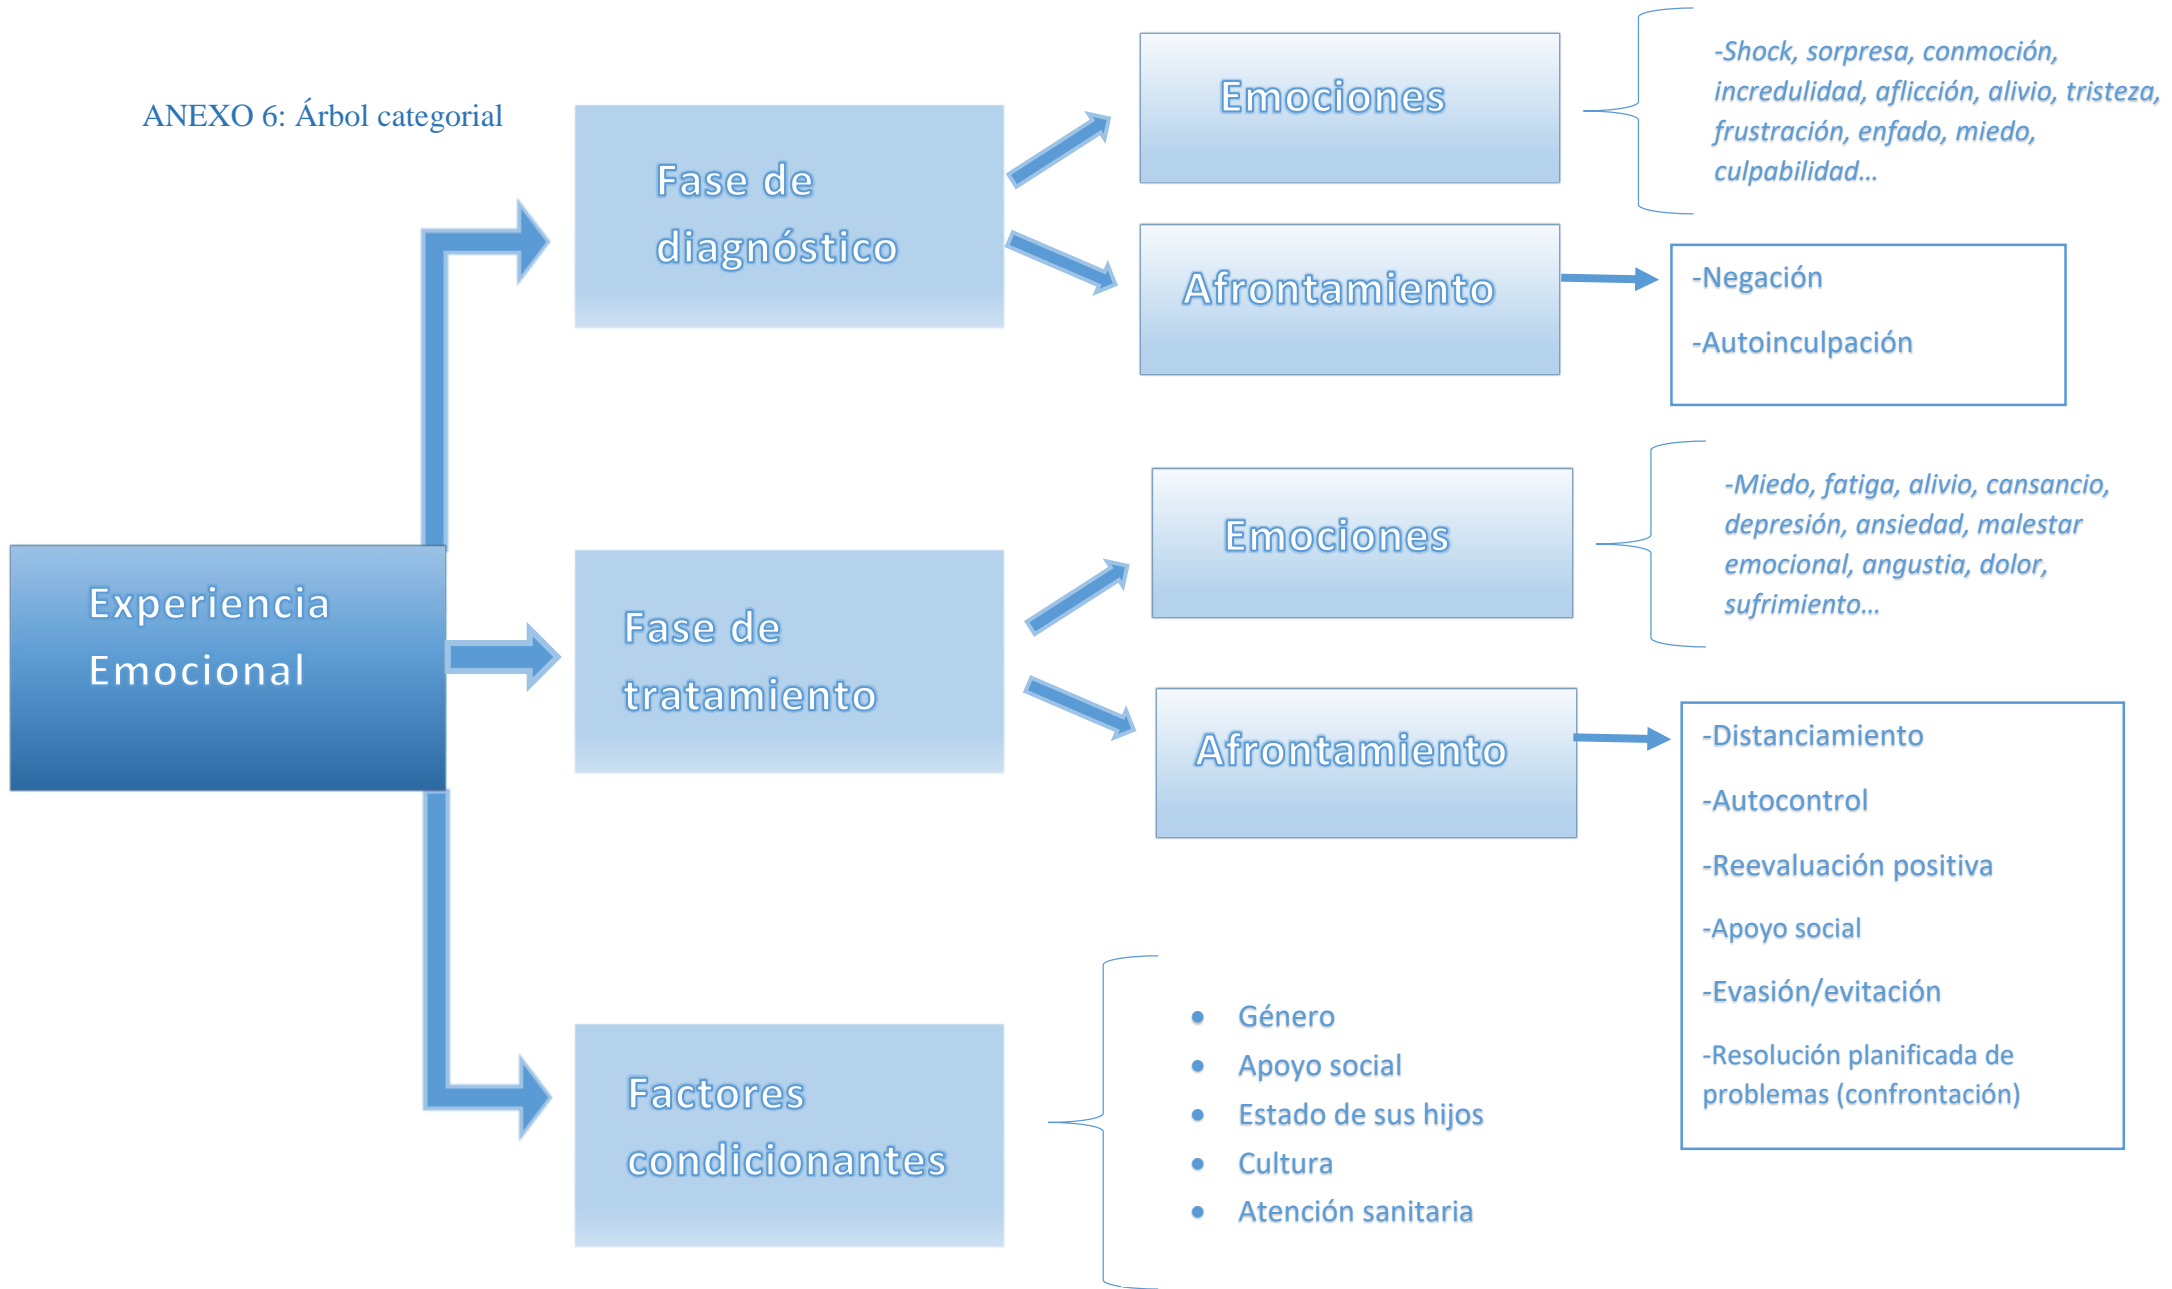 ANEXO 6: Árbol categorial
Experiencia
Emocional
Fase de
diagnóstico
Emociones
-Shock, sorpresa, conmoción,
incredulidad, aflicción, alivio, tristeza,
frustración, enfado, miedo,
culpabilidad...
Afrontamiento
-Negación
-Autoinculpación
Fase de
tratamiento
Emociones
-Miedo, fatiga, alivio, cansancio,
depresión, ansiedad, malestar
emocional, angustia, dolor,
sufrimiento...
Afrontamiento
-Distanciamiento
-Autocontrol
-Reevaluación positiva
-Apoyo social
-Evasión/evitación
-Resolución planificada de
problemas (confrontación)
Factores
condicionantes
• Género
• Apoyo social
• Estado de sus hijos
• Cultura
• Atención sanitaria